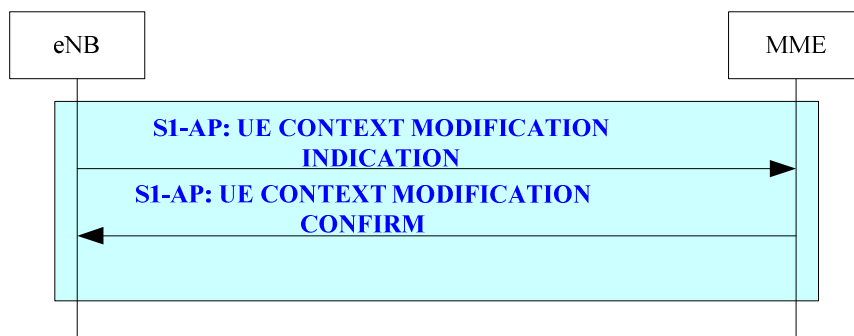 eNB
MME
S1-AP: UE CONTEXT MODIFICATION
INDICATION
S1-AP: UE CONTEXT MODIFICATION
CONFIRM